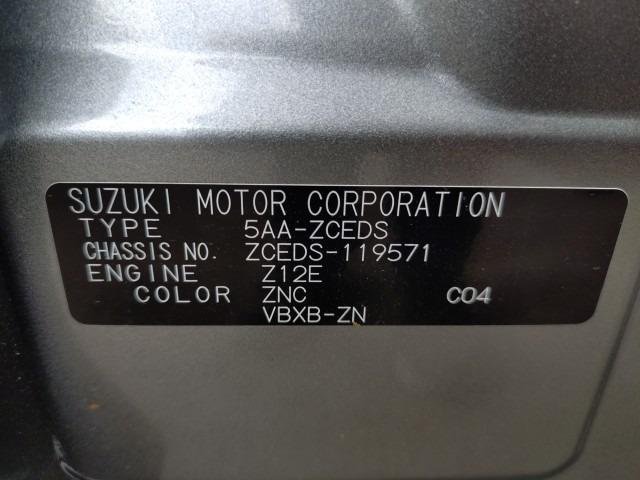 SUZUKI MOTOR CORPORATION
TYPE 5AA-ZCEDS
CHASSIS NO. ZCEDS-119571
ENGINE Z12E
COLOR ZNC C04
VBXB-ZN